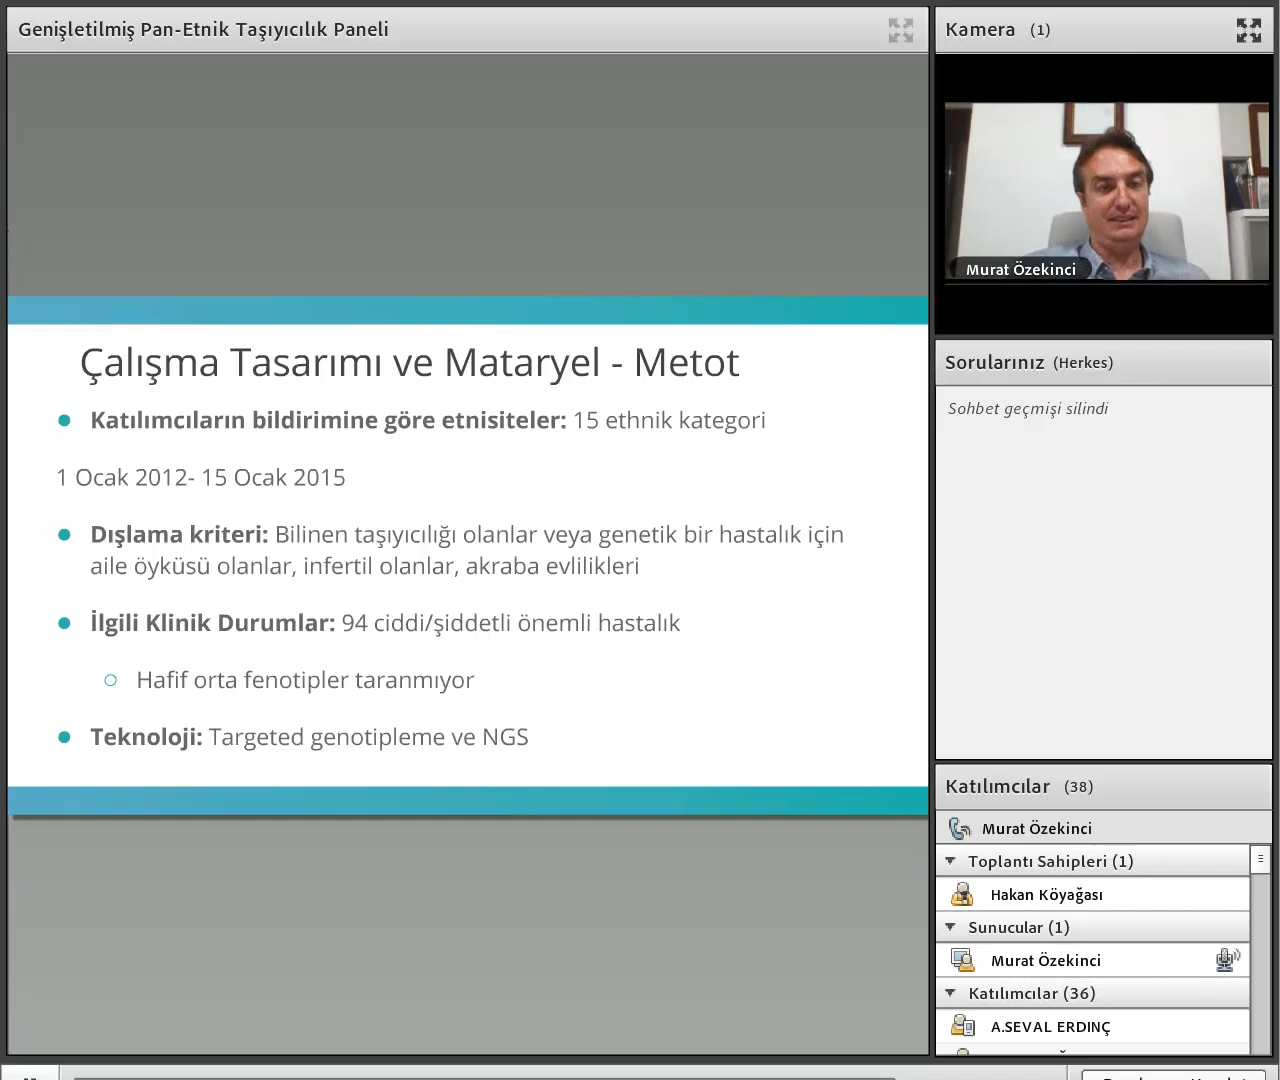 Genişletilmiş Pan-Etnik Taşıyıcılık Paneli
Çalışma Tasarımı ve Mataryel - Metot
Katılımcıların bildirimine göre etnisiteler: 15 ethnik kategori
1 Ocak 2012- 15 Ocak 2015
Dışlama kriteri: Bilinen taşıyıcılığı olanlar veya genetik bir hastalık için
aile öyküsü olanlar, infertil olanlar, akraba evlilikleri
İlgili Klinik Durumlar: 94 ciddi/şiddetli önemli hastalık
Hafif orta fenotipler taranmıyor
Teknoloji: Targeted genotipleme ve NGS
Kamera (1)
Murat Özekinci
Sorularınız (Herkes)
Sohbet geçmişi silindi
Katılımcılar (38)
Murat Özekinci
Toplantı Sahipleri (1)
Hakan Köyağası
Sunucular (1)
Murat Özekinci
Katılımcılar (36)
A.SEVAL ERDINÇ